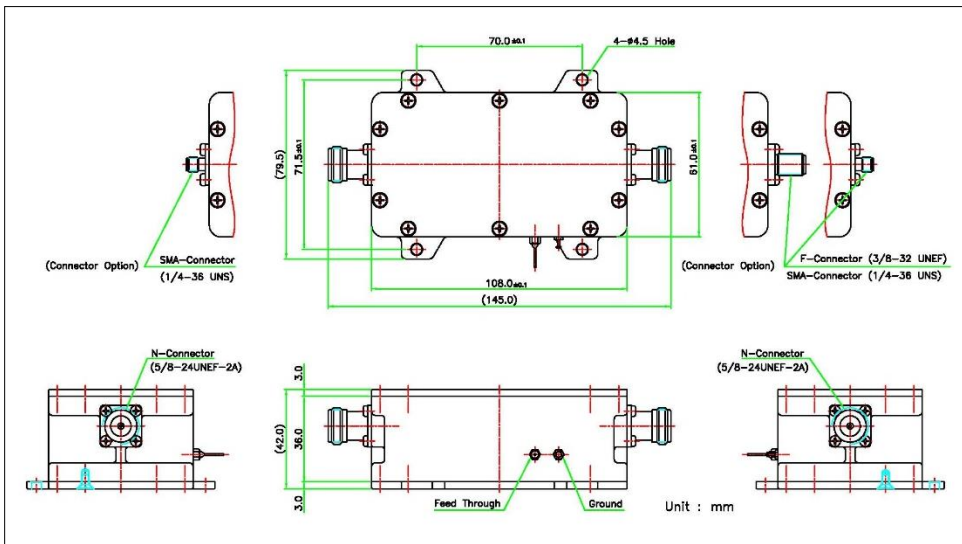 70.0±0.1
4-ø4.5 Hole
(79.5)
71.5±0.1
61.0±0.1
(Connector Option)
SMA-Connector
(1/4-36 UNS)
108.0±0.1
(145.0)
(Connector Option)
F-Connector (3/8-32 UNEF)
SMA-Connector (1/4-36 UNS)
N-Connector
(5/8-24UNEF-2A)
3.0
(42.0)
36.0
3.0
Feed Through
Ground
N-Connector
(5/8-24UNEF-2A)
Unit : mm